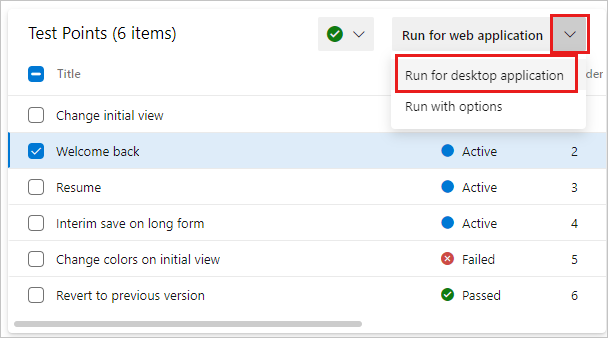 Test Points (6 items)
Run for web application
Run for desktop application
Run with options
Title
der
Change initial view
Welcome back Active 2
Resume Active 3
Interim save on long form Active 4
Change colors on initial view Failed 5
Revert to previous version Passed 6